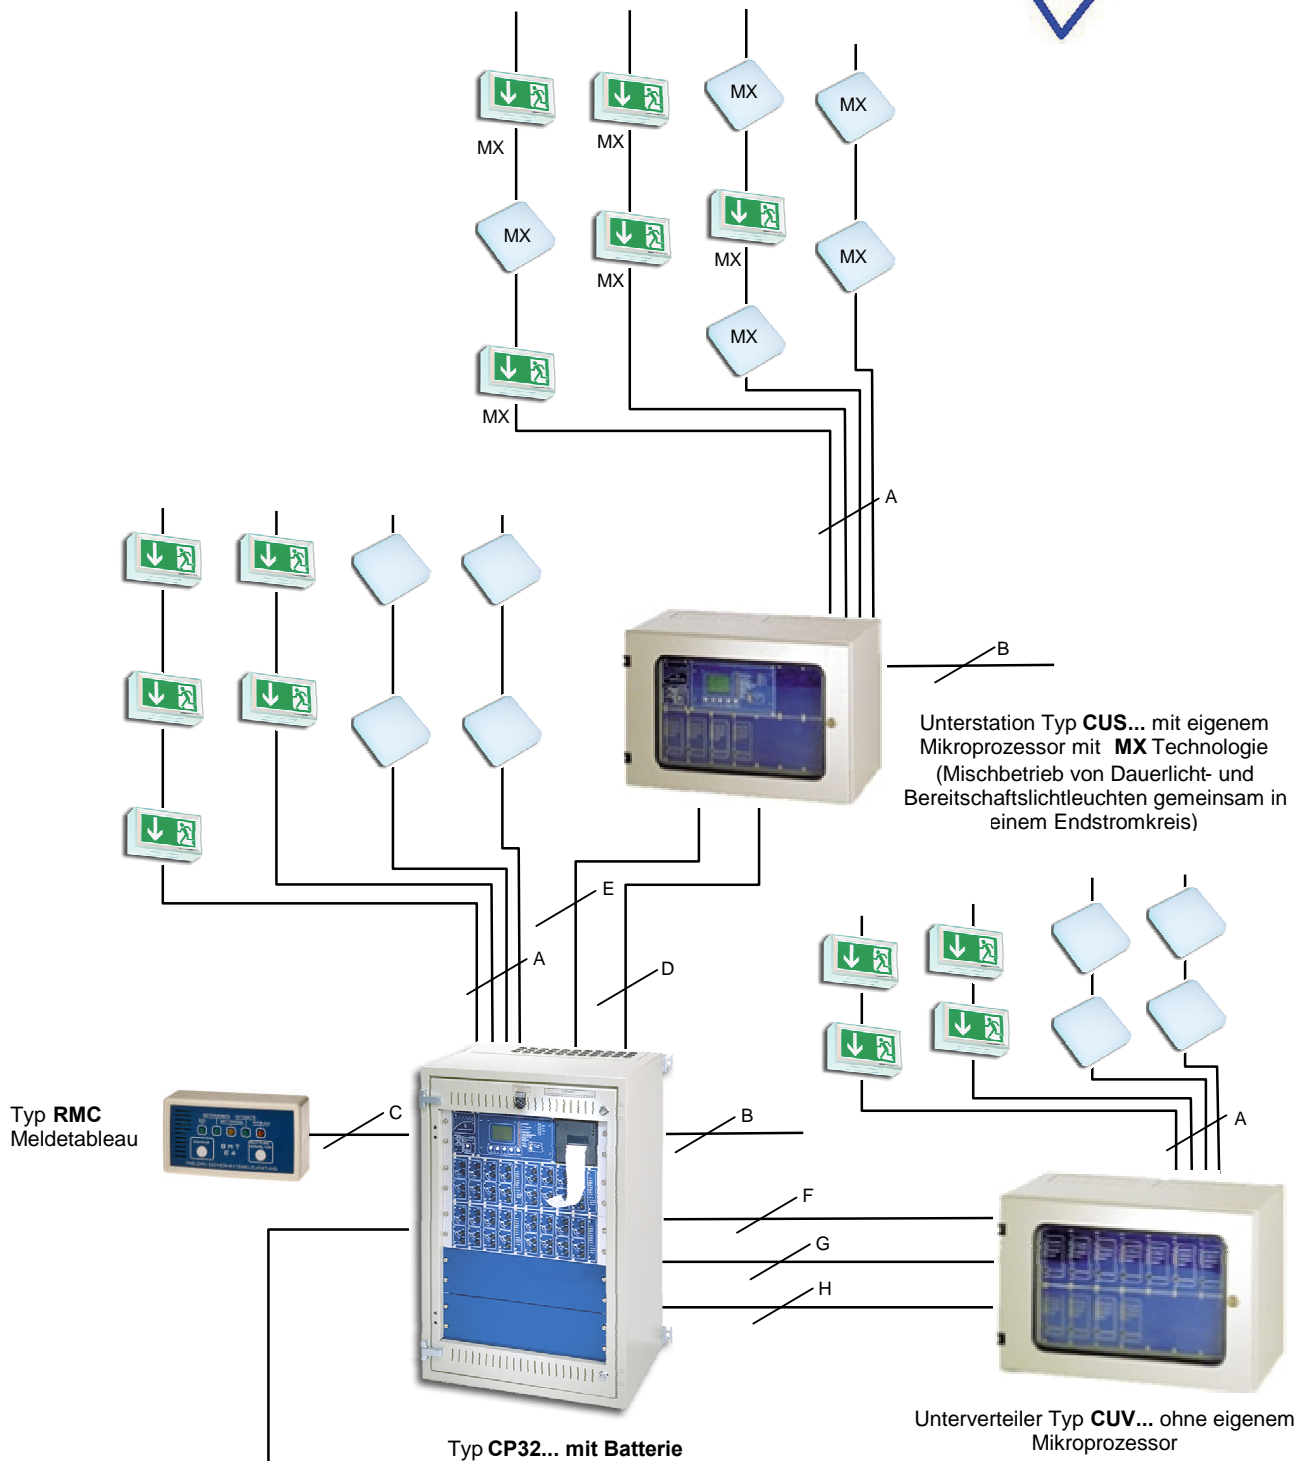 MX
MX
MX
MX
MX
MX
MX
MX
MX
MX
A
B
Unterstation Typ CUS... mit eigenem
Mikroprozessor mit MX Technologie
(Mischbetrieb von Dauerlicht- und
Bereitschaftslichtleuchten gemeinsam in
einem Endstromkreis)
E
A
D
Typ RMC
Meldetableau
C
B
A
F
G
H
Typ CP32... mit Batterie
Unterverteiler Typ CUV... ohne eigenem
Mikroprozessor